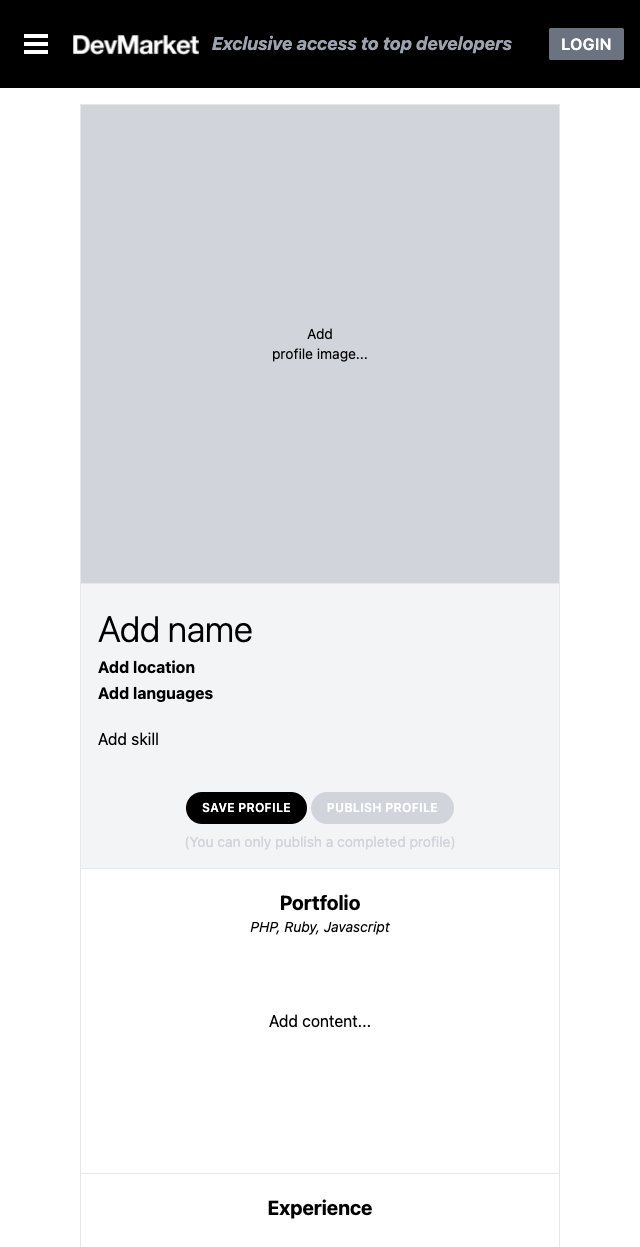 DevMarket Exclusive access to top developers LOGIN
Add
profile image...
Add name
Add location
Add languages
Add skill
SAVE PROFILE PUBLISH PROFILE
(You can only publish a completed profile)
Portfolio
PHP, Ruby, Javascript
Add content...
Experience